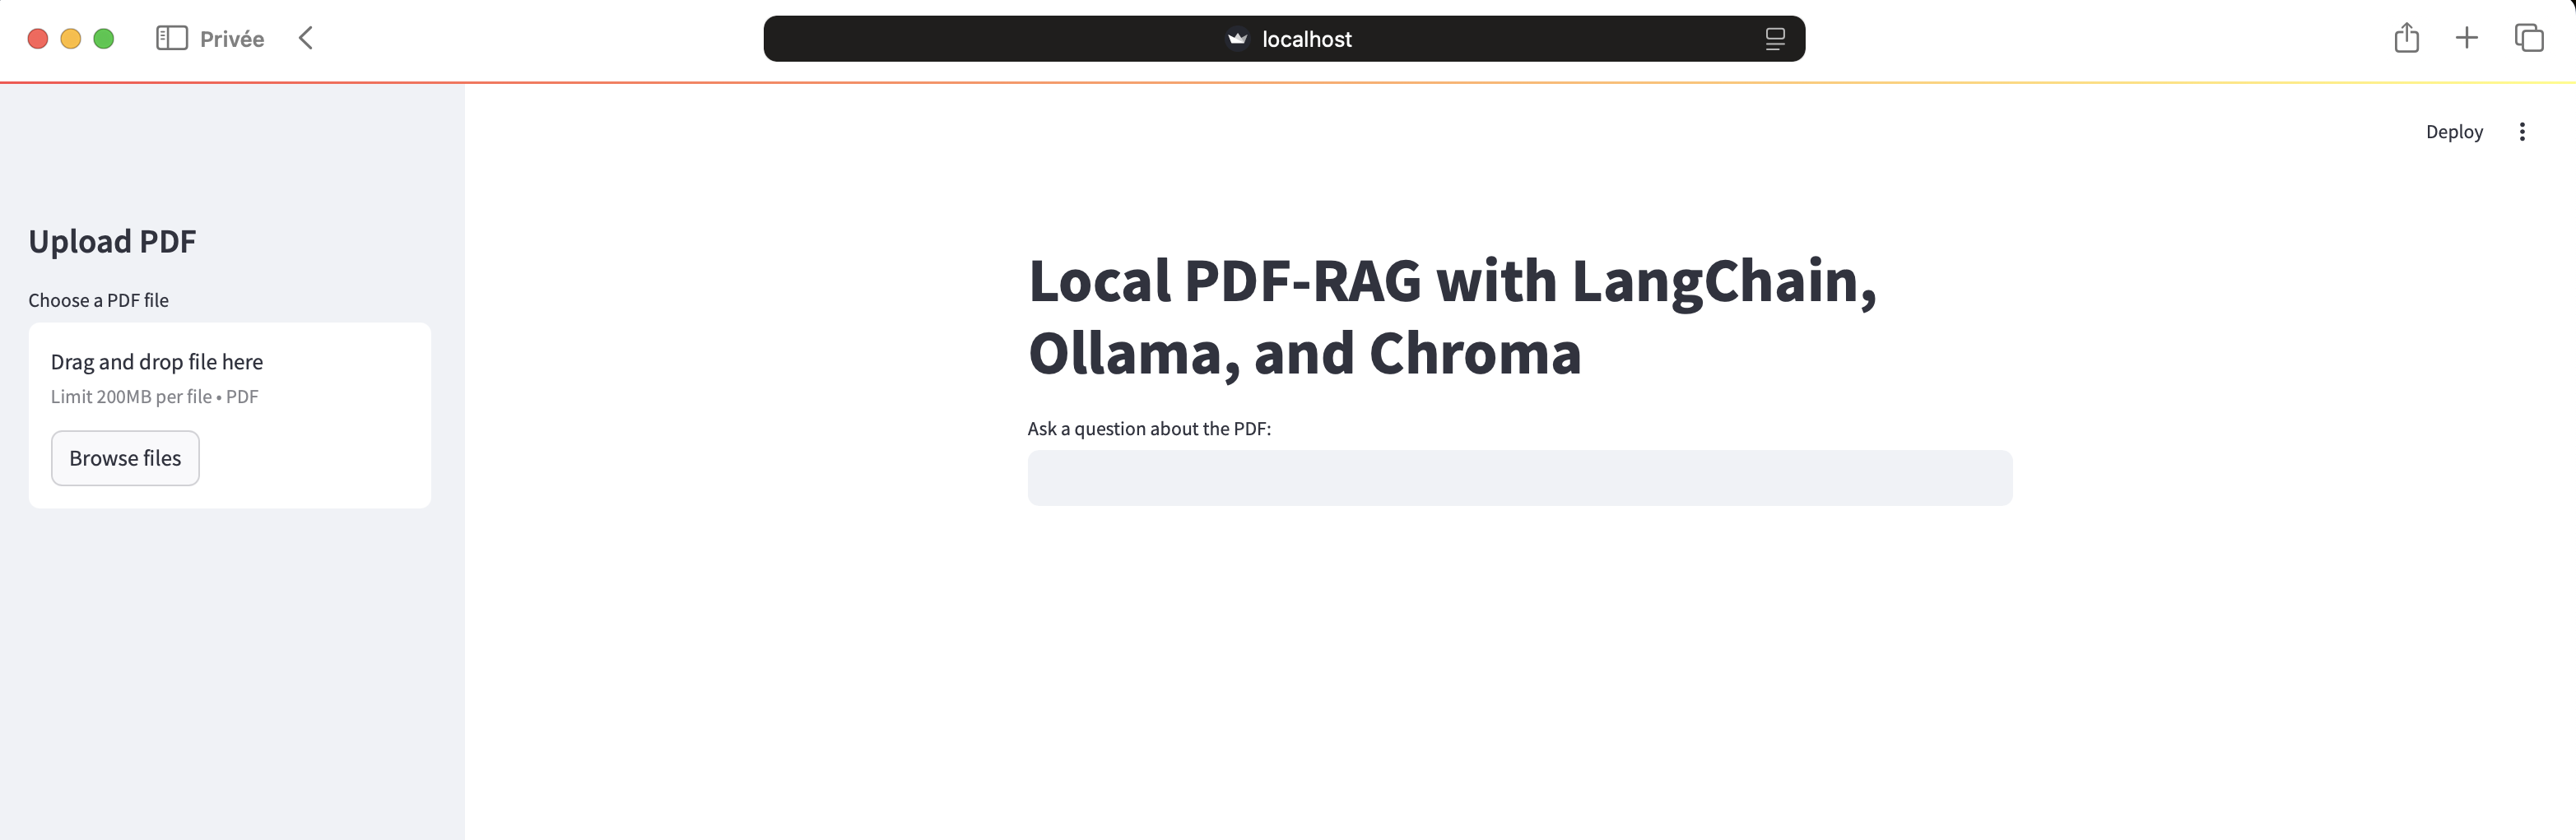 Privée
localhost
Deploy
Upload PDF
Choose a PDF file
Drag and drop file here
Limit 200MB per file • PDF
Browse files
Local PDF-RAG with LangChain,
Ollama, and Chroma
Ask a question about the PDF: